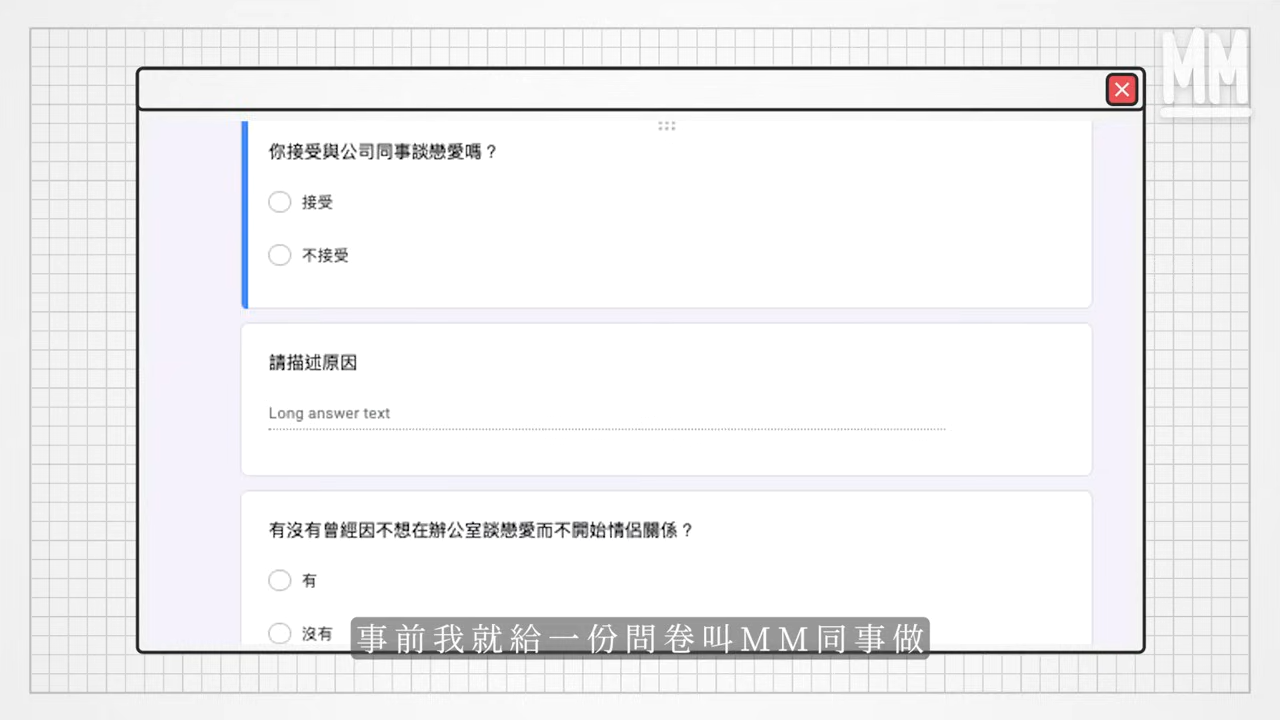 MM
你接受與公司同事談戀愛嗎？
接受
不接受
請描述原因
Long answer text
有沒有曾經因不想在辦公室談戀愛而不開始情侶關係？
有
沒有
事前我就給一份問卷叫MM同事做